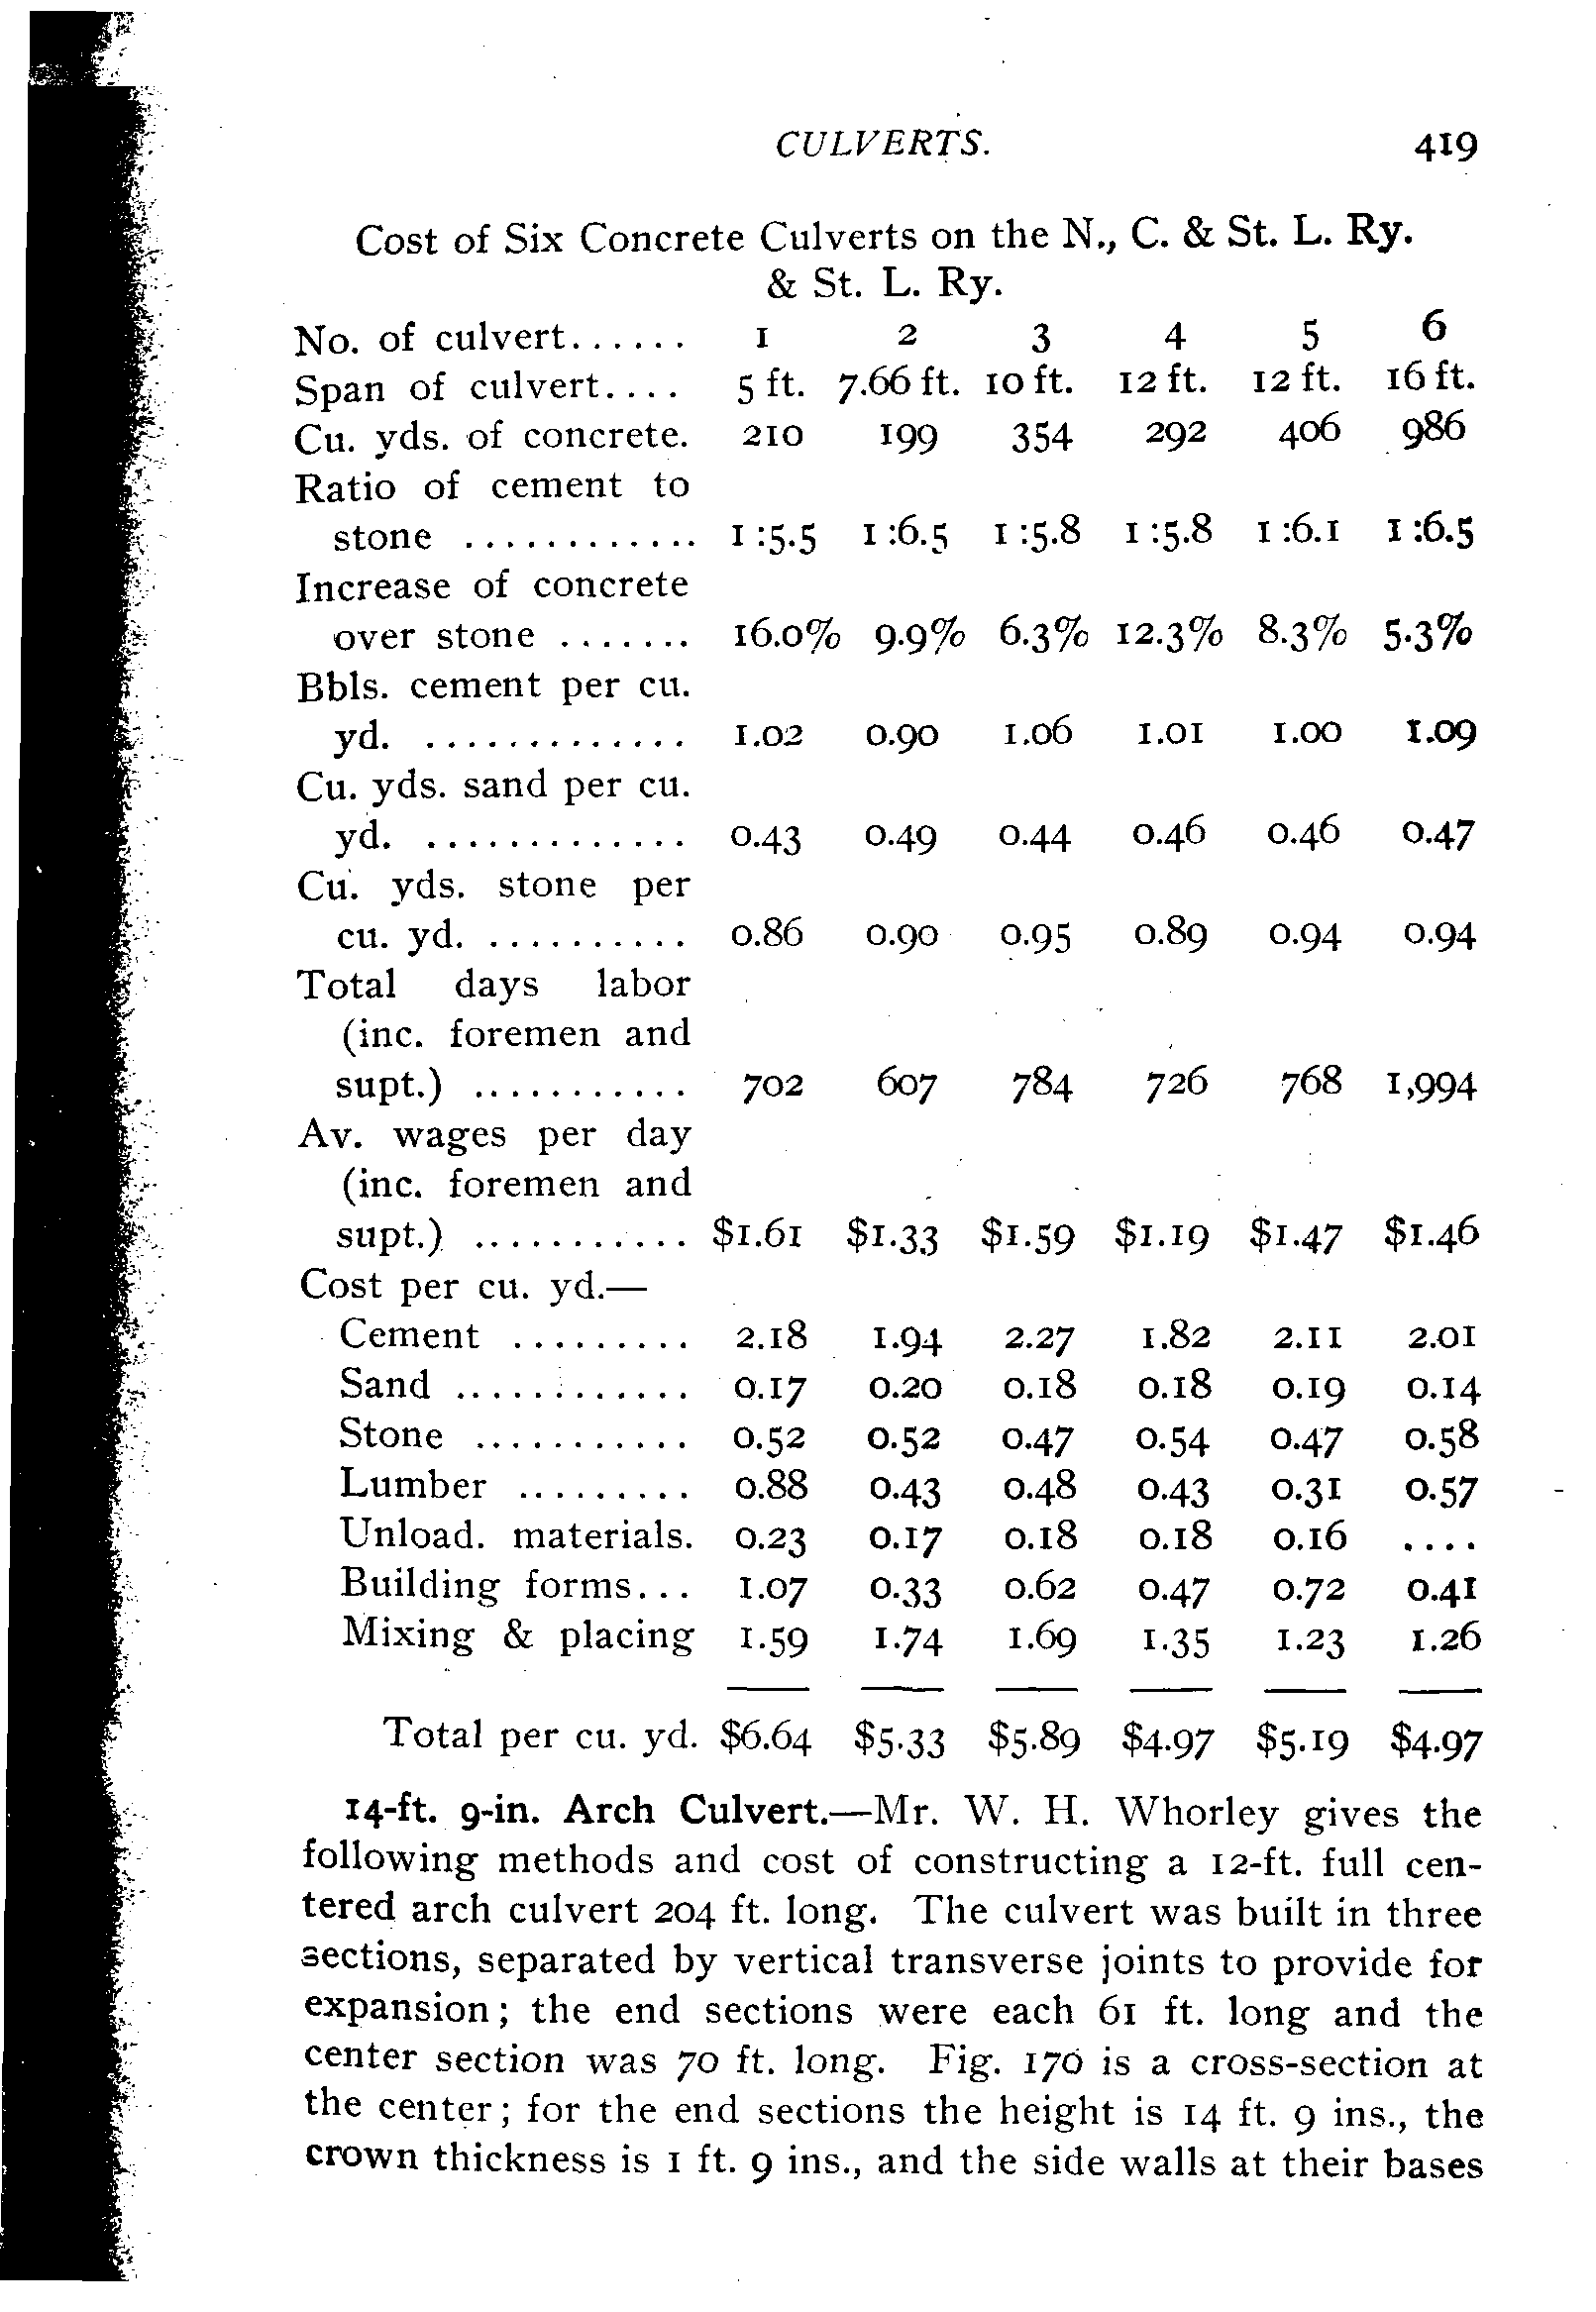 CULVERTS. 419
Cost of Six Concrete Culverts on the N., C. & St. L. Ry.
& St. L. Ry.
No. of culvert...... 1 2 3 4 5 6
Span of culvert.... 5 ft. 7.66 ft. 10 ft. 12 ft. 12 ft. 16 ft.
Cu. yds. of concrete. 210 199 354 292 406 986
Ratio of cement to
stone ............ 1:5.5 1:6.5 1:5.8 1:5.8 1:6.1 1:6.5
Increase of concrete
over stone ....... 16.0% 9.9% 6.3% 12.3% 8.3% 5.3%
Bbls. cement per cu.
yd. ............. 1.02 0.90 1.06 1.01 1.00 1.09
Cu. yds. sand per cu.
yd. ............. 0.43 0.49 0.44 0.46 0.46 0.47
Cu. yds. stone per
cu. yd. .......... 0.86 0.90 0.95 0.89 0.94 0.94
Total days labor
(inc. foremen and
supt.) ........... 702 607 784 726 768 1,994
Av. wages per day
(inc. foremen and
supt.) ........... $1.61 $1.33 $1.59 $1.19 $1.47 $1.46
Cost per cu. yd.—
Cement ......... 2.18 1.94 2.27 1.82 2.11 2.01
Sand ............ 0.17 0.20 0.18 0.18 0.19 0.14
Stone ........... 0.52 0.52 0.47 0.54 0.47 0.58
Lumber ......... 0.88 0.43 0.48 0.43 0.31 0.57
Unload. materials. 0.23 0.17 0.18 0.18 0.16 ....
Building forms... 1.07 0.33 0.62 0.47 0.72 0.41
Mixing & placing 1.59 1.74 1.69 1.35 1.23 1.26
Total per cu. yd. $6.64 $5.33 $5.89 $4.97 $5.19 $4.97
14-ft. 9-in. Arch Culvert.—Mr. W. H. Whorley gives the
following methods and cost of constructing a 12-ft. full cen-
tered arch culvert 204 ft. long. The culvert was built in three
sections, separated by vertical transverse joints to provide for
expansion; the end sections were each 61 ft. long and the
center section was 70 ft. long. Fig. 170 is a cross-section at
the center; for the end sections the height is 14 ft. 9 ins., the
crown thickness is 1 ft. 9 ins., and the side walls at their bases